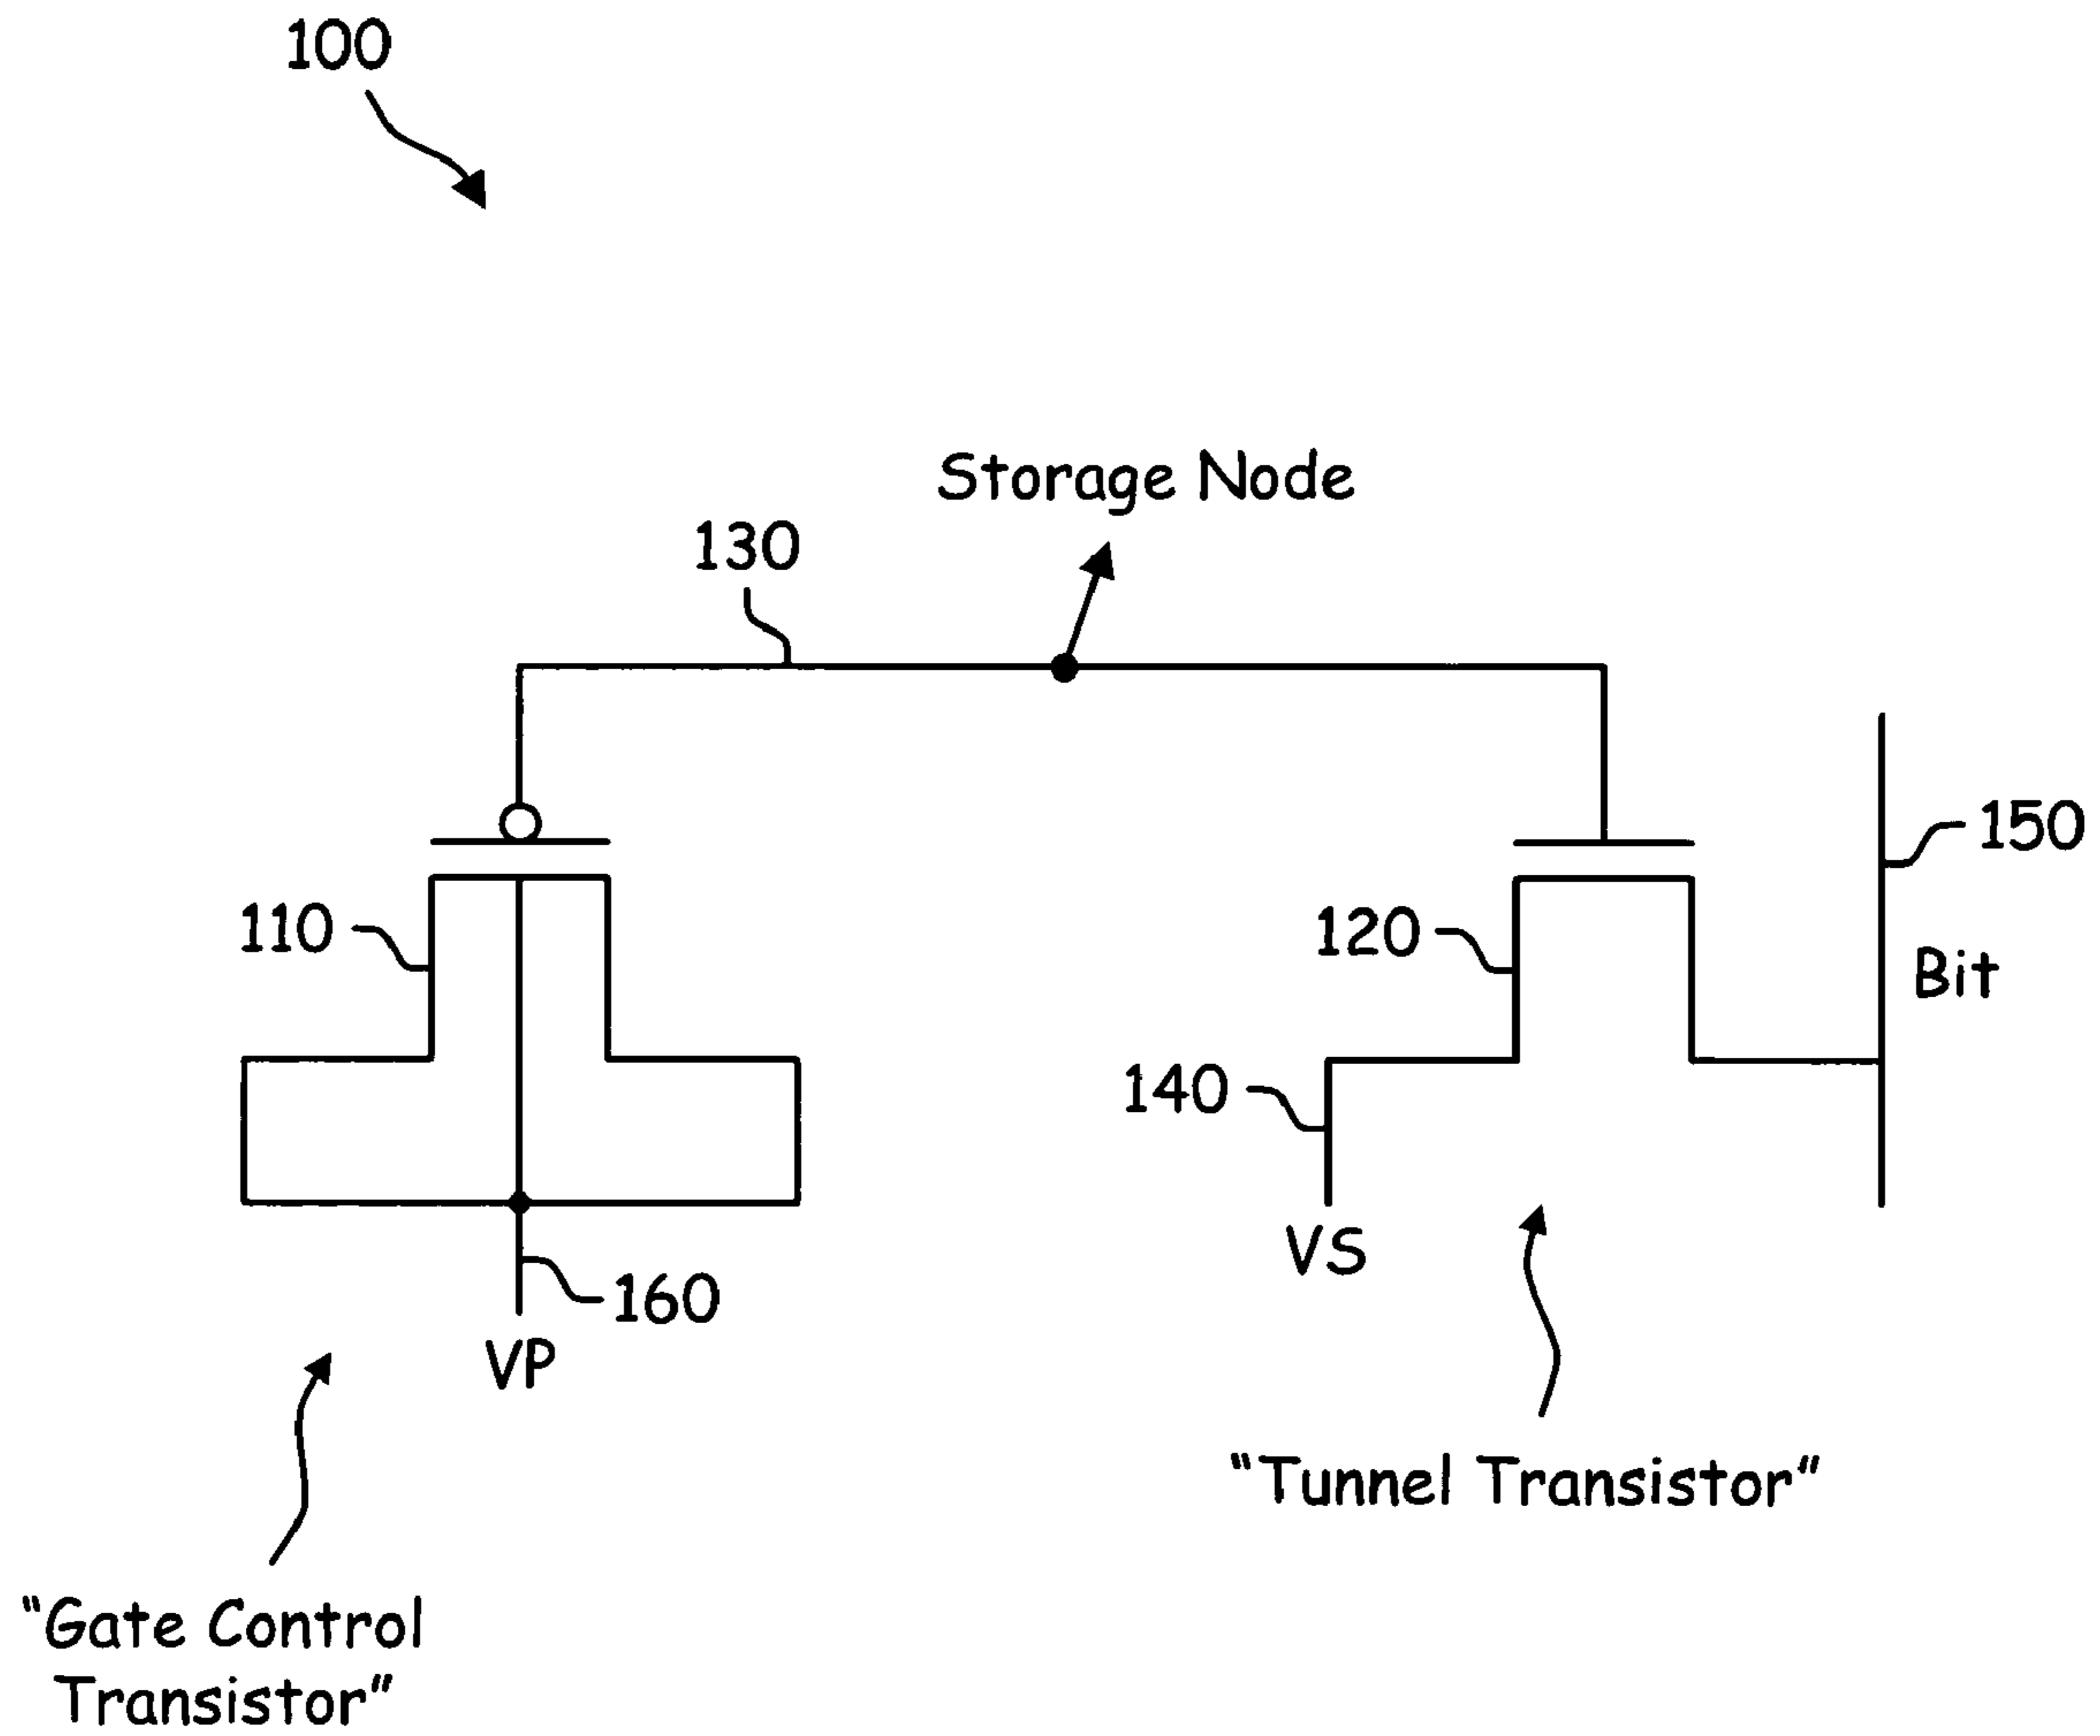 100
Storage Node
130
150
110
120
Bit
140
VS
160
VP
"Tunnel Transistor"
"Gate Control
Transistor"